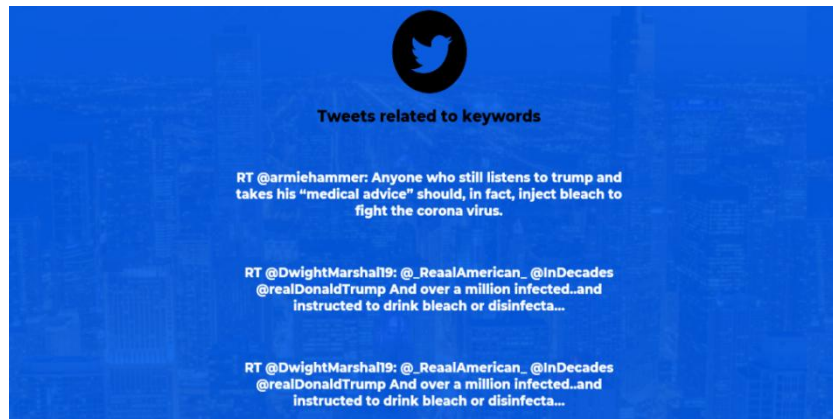 Tweets related to keywords
RT @armiehammer: Anyone who still listens to trump and
takes his “medical advice” should, in fact, inject bleach to
fight the corona virus.
RT @DwightMarshal19: @_ReaalAmerican_ @InDecades
@realDonaldTrump And over a million infected..and
instructed to drink bleach or disinfecta...
RT @DwightMarshal19: @_ReaalAmerican_ @InDecades
@realDonaldTrump And over a million infected..and
instructed to drink bleach or disinfecta...